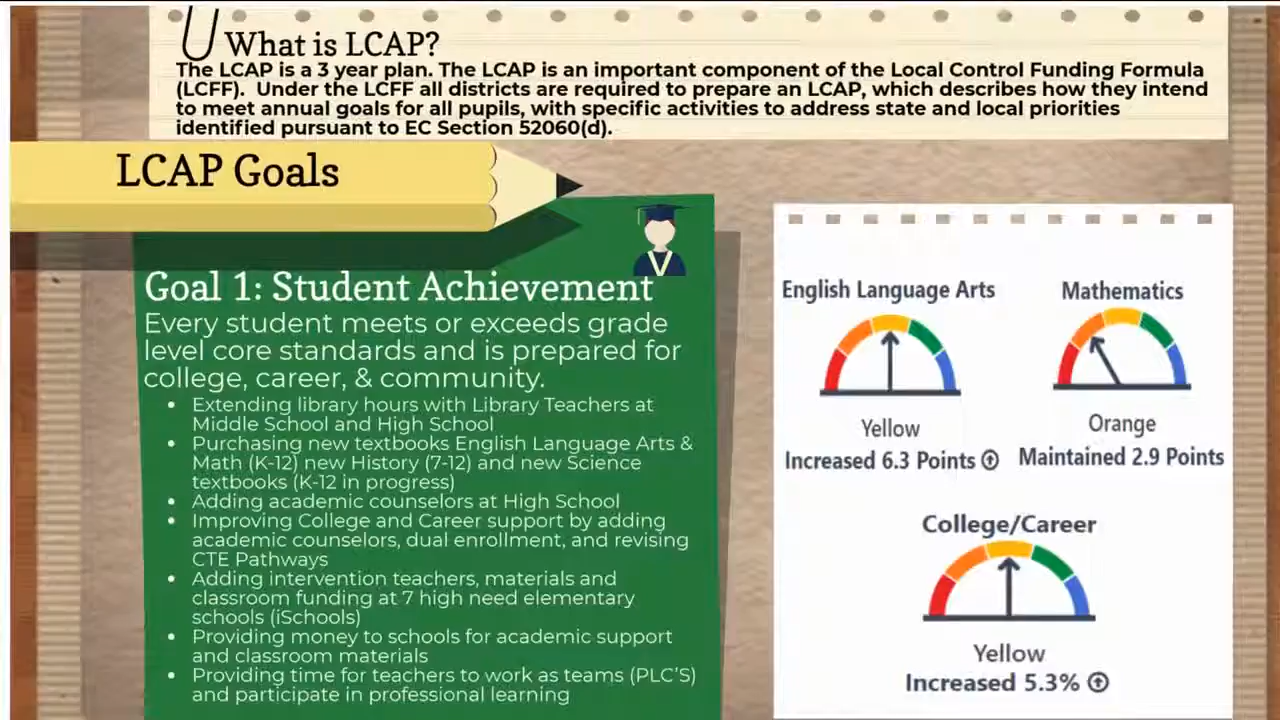 What is LCAP?
The LCAP is a 3 year plan. The LCAP is an important component of the Local Control Funding Formula
(LCFF).  Under the LCFF all districts are required to prepare an LCAP, which describes how they intend
to meet annual goals for all pupils, with specific activities to address state and local priorities
identified pursuant to EC Section 52060(d).
LCAP Goals
Goal 1: Student Achievement
Every student meets or exceeds grade
level core standards and is prepared for
college, career, & community.
• Extending library hours with Library Teachers at
Middle School and High School
• Purchasing new textbooks English Language Arts &
Math (K-12) new History (7-12) and new Science
textbooks (K-12 in progress)
• Adding academic counselors at High School
• Improving College and Career support by adding
academic counselors, dual enrollment, and revising
CTE Pathways
• Adding intervention teachers, materials and
classroom funding at 7 high need elementary
schools (iSchools)
• Providing money to schools for academic support
and classroom materials
• Providing time for teachers to work as teams (PLC'S)
and participate in professional learning
English Language Arts
Yellow
Increased 6.3 Points
Mathematics
Orange
Maintained 2.9 Points
College/Career
Yellow
Increased 5.3%